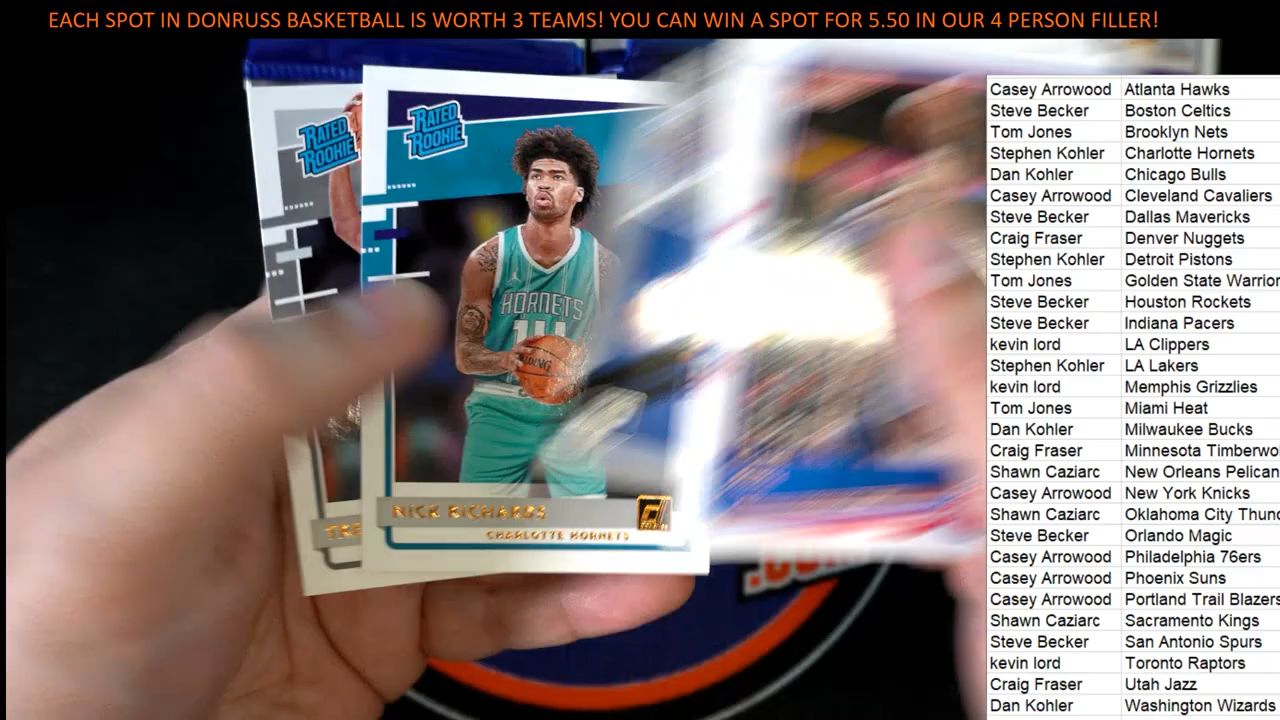 EACH SPOT IN DONRUSS BASKETBALL IS WORTH 3 TEAMS! YOU CAN WIN A SPOT FOR 5.50 IN OUR 4 PERSON FILLER!
RATED ROOKIE
RATED ROOKIE
HORNETS
NICK RICHARDS
CHARLOTTE HORNETS
Casey Arrowood Atlanta Hawks
Steve Becker Boston Celtics
Tom Jones Brooklyn Nets
Stephen Kohler Charlotte Hornets
Dan Kohler Chicago Bulls
Casey Arrowood Cleveland Cavaliers
Steve Becker Dallas Mavericks
Craig Fraser Denver Nuggets
Stephen Kohler Detroit Pistons
Tom Jones Golden State Warrior
Steve Becker Houston Rockets
Steve Becker Indiana Pacers
kevin lord LA Clippers
Stephen Kohler LA Lakers
kevin lord Memphis Grizzlies
Tom Jones Miami Heat
Dan Kohler Milwaukee Bucks
Craig Fraser Minnesota Timberwo
Shawn Caziarc New Orleans Pelican
Casey Arrowood New York Knicks
Shawn Caziarc Oklahoma City Thund
Steve Becker Orlando Magic
Casey Arrowood Philadelphia 76ers
Casey Arrowood Phoenix Suns
Casey Arrowood Portland Trail Blazers
Shawn Caziarc Sacramento Kings
Steve Becker San Antonio Spurs
kevin lord Toronto Raptors
Craig Fraser Utah Jazz
Dan Kohler Washington Wizards